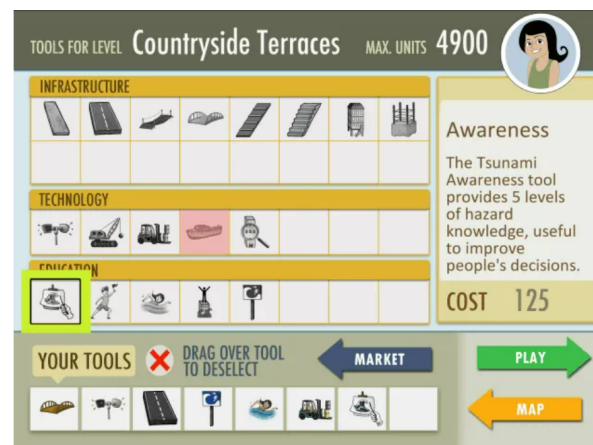 TOOLS FOR LEVEL Countryside Terraces MAX. UNITS 4900
INFRASTRUCTURE
TECHNOLOGY
EDUCATION
Awareness
The Tsunami
Awareness tool
provides 5 levels
of hazard
knowledge, useful
to improve
people's decisions.
COST 125
YOUR TOOLS
DRAG OVER TOOL
TO DESELECT
MARKET
PLAY
MAP